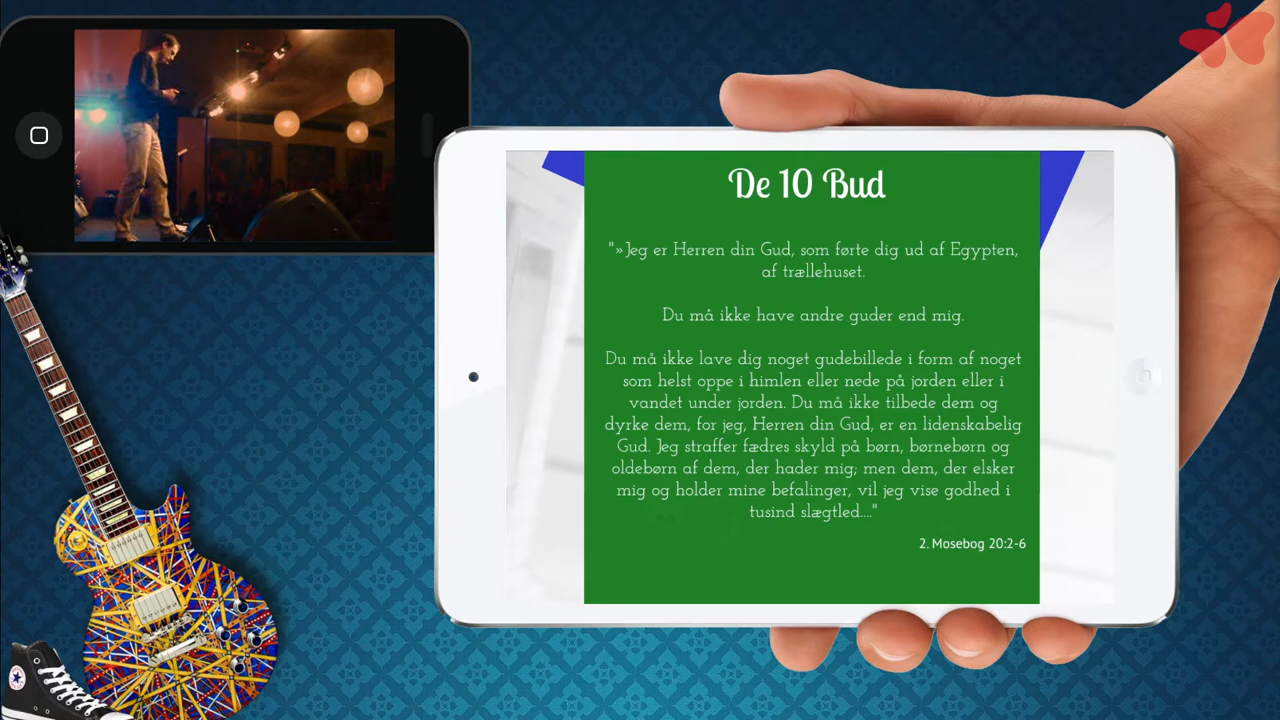 De 10 Bud
"»Jeg er Herren din Gud, som førte dig ud af Egypten,
af trællehuset.
Du må ikke have andre guder end mig.
Du må ikke lave dig noget gudebillede i form af noget
som helst oppe i himlen eller nede på jorden eller i
vandet under jorden. Du må ikke tilbede dem og
dyrke dem, for jeg, Herren din Gud, er en lidenskabelig
Gud. Jeg straffer fædres skyld på børn, børnebørn og
oldebørn af dem, der hader mig; men dem, der elsker
mig og holder mine befalinger, vil jeg vise godhed i
tusind slægtled...."
2. Mosebog 20:2-6